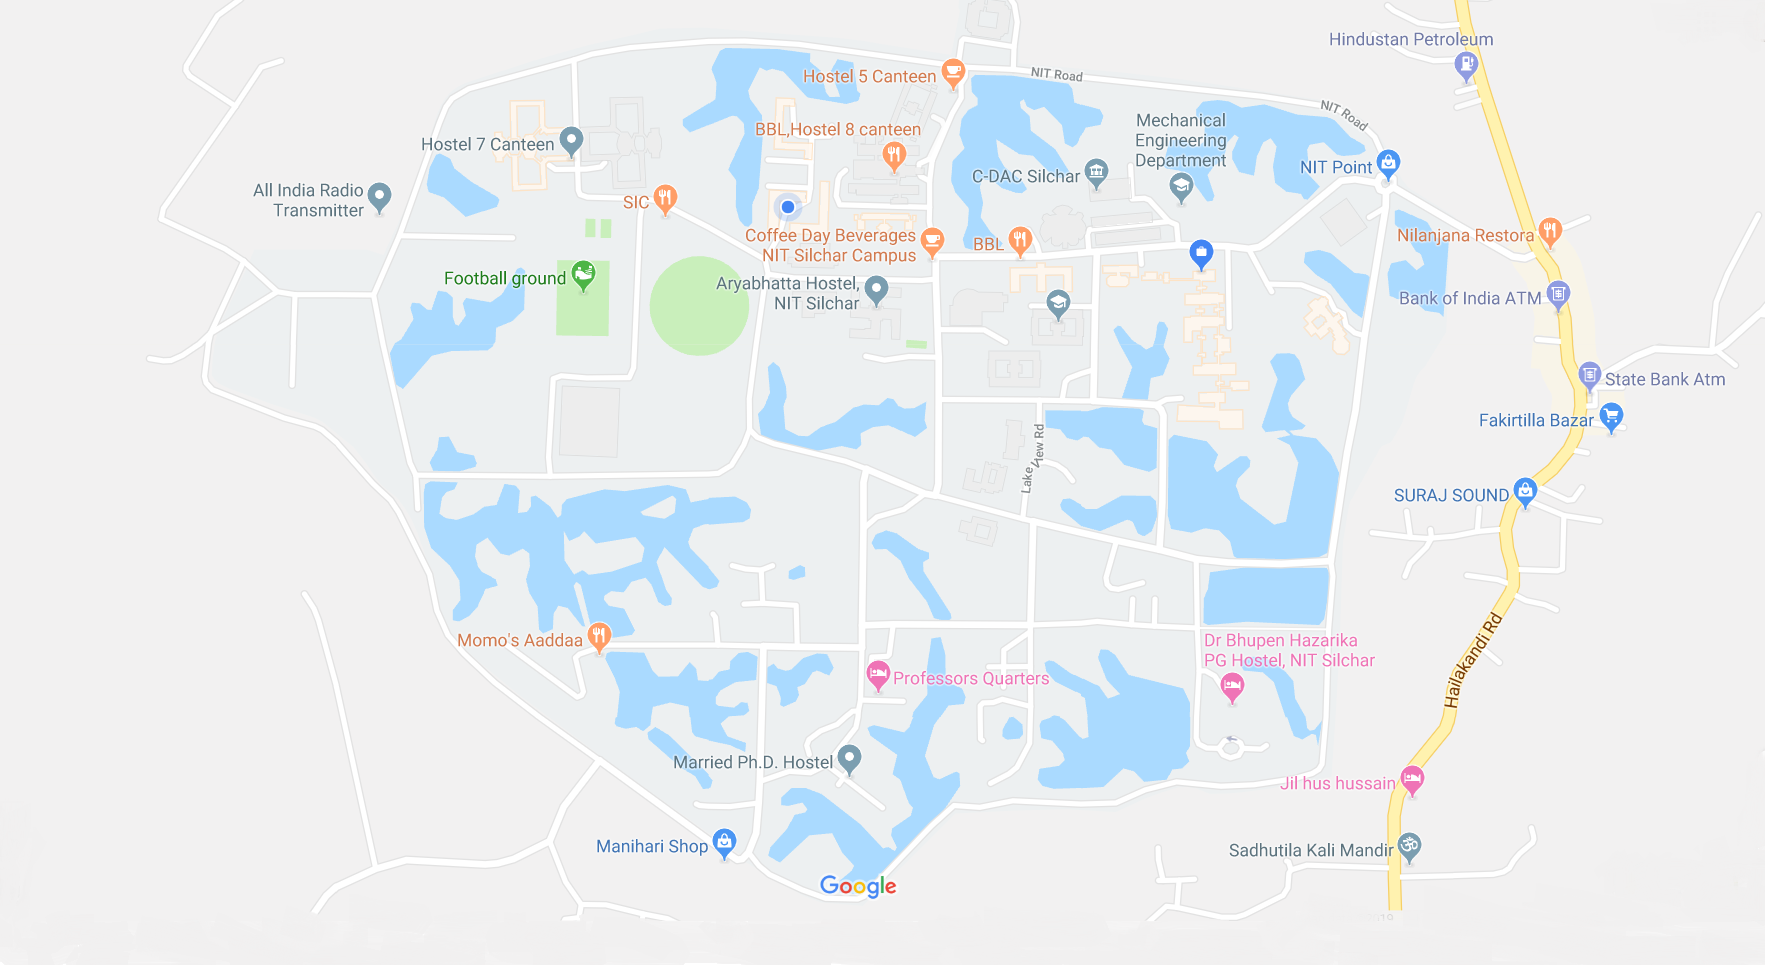 Hindustan Petroleum
NIT Road
Hostel 5 Canteen
NIT Road
Mechanical
Engineering
Department
BBL,Hostel 8 canteen
Hostel 7 Canteen
NIT Point
C-DAC Silchar
All India Radio
Transmitter
SIC
Coffee Day Beverages
NIT Silchar Campus
BBL
Nilanjana Restora
Football ground
Aryabhatta Hostel,
NIT Silchar
Bank of India ATM
State Bank Atm
Fakirtilla Bazar
Lake View Rd
SURAJ SOUND
Momo's Aaddaa
Dr Bhupen Hazarika
PG Hostel, NIT Silchar
Hailakandi Rd
Professors Quarters
Married Ph.D. Hostel
Jil hus hussain
Manihari Shop
Sadhutila Kali Mandir
Google